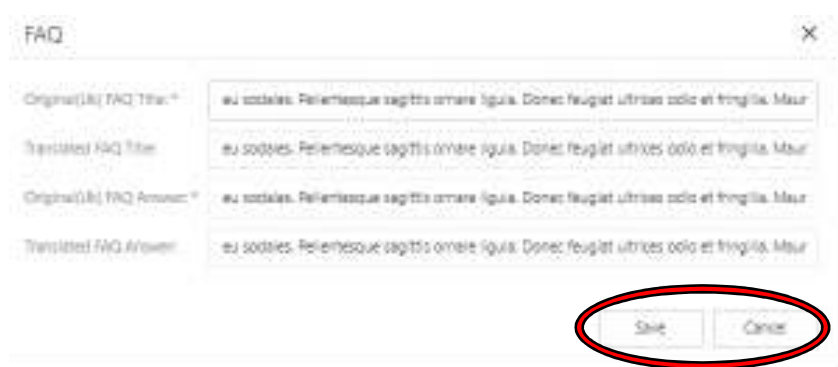 FAQ
Original(UK) FAQ Title: *
eu sodales. Pellentesque sagittis ornare ligula. Donec feugiat ultrices odio et fringilla. Maur
Translated FAQ Title:
eu sodales. Pellentesque sagittis ornare ligula. Donec feugiat ultrices odio et fringilla. Maur
FAQ Answer: *
eu sodales. Pellentesque sagittis ornare ligula. Donec feugiat ultrices odio et fringilla. Maur
Translated FAQ Answer:
eu sodales. Pellentesque sagittis ornare ligula. Donec feugiat ultrices odio et fringilla. Maur
Save
Cancel